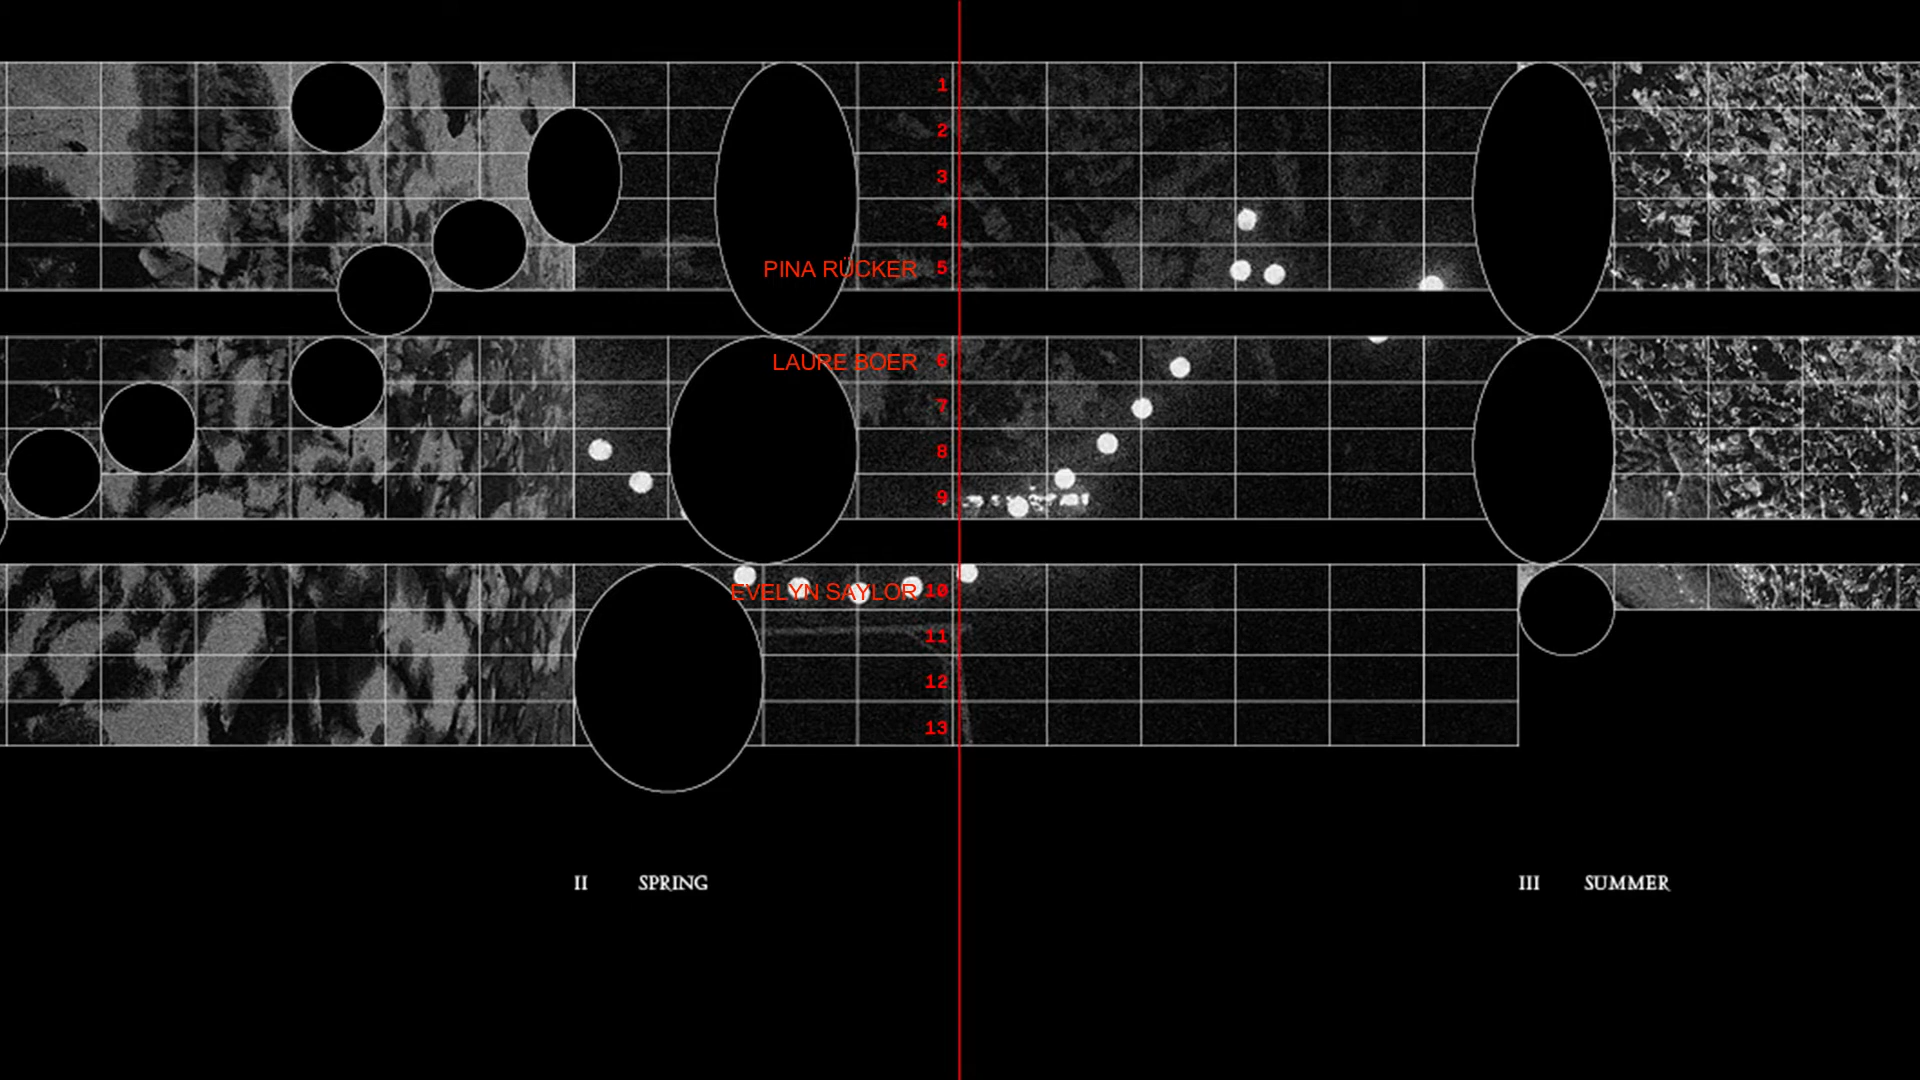 1
2
3
4
PINA RÜCKER 5
LAURE BOER 6
7
8
9
EVELYN SAYLOR 10
11
12
13
II SPRING
III SUMMER